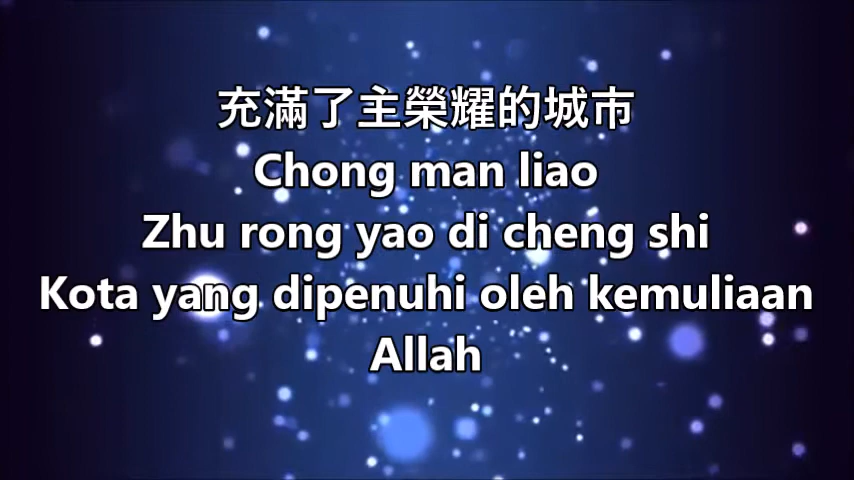 充滿了主榮耀的城市
Chong man liao
Zhu rong yao di cheng shi
Kota yang dipenuhi oleh kemuliaan
Allah